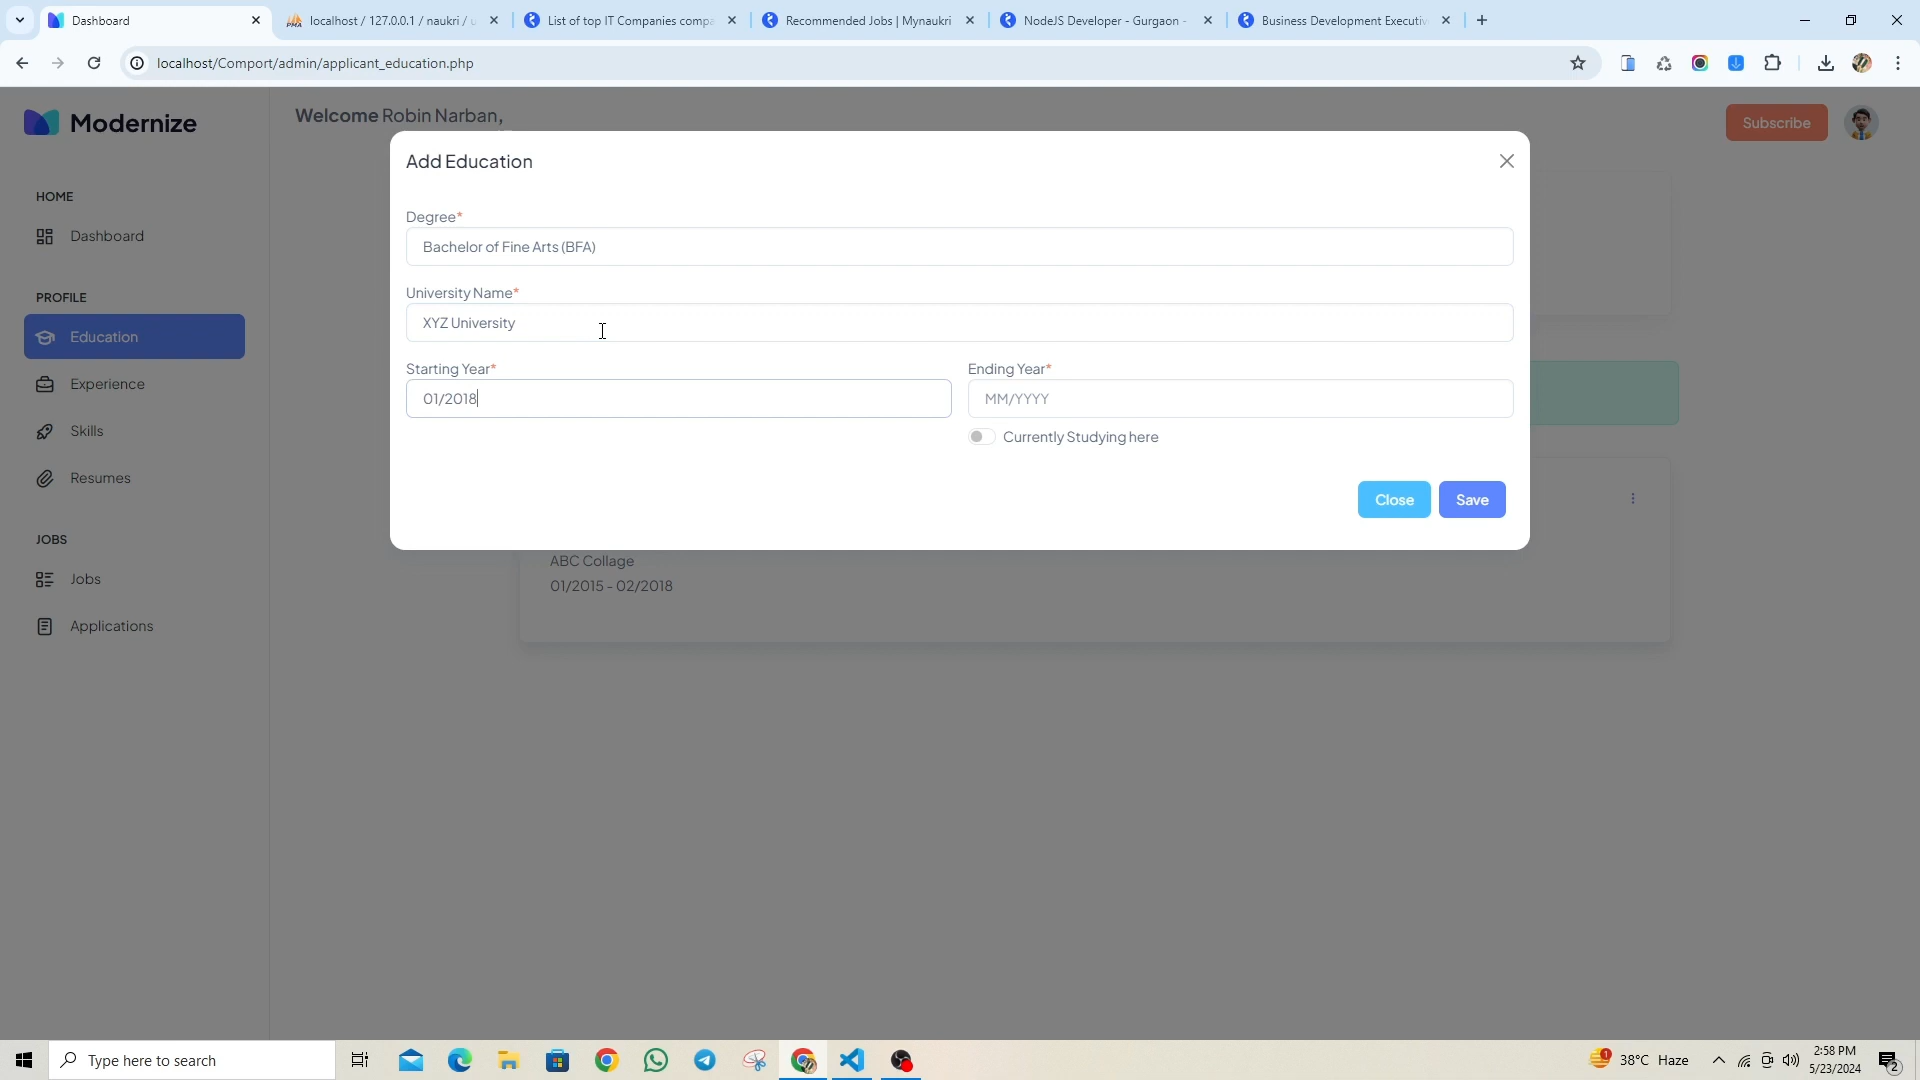 Dashboard
localhost / 127.0.0.1 / naukri / u
List of top IT Companies compa
Recommended Jobs | Mynaukri
NodeJS Developer - Gurgaon -
Business Development Executiv
localhost/Comport/admin/applicant_education.php
Modernize
Welcome Robin Narban,
Subscribe
HOME
Dashboard
PROFILE
Education
Experience
Skills
Resumes
JOBS
Jobs
Applications
Add Education
Degree*
Bachelor of Fine Arts (BFA)
University Name*
XYZ University
Starting Year*
Ending Year*
01/2018
MM/YYYY
Currently Studying here
Close
Save
ABC Collage
01/2015 - 02/2018
Type here to search
1
38°C Haze
2:58 PM
5/23/2024
2